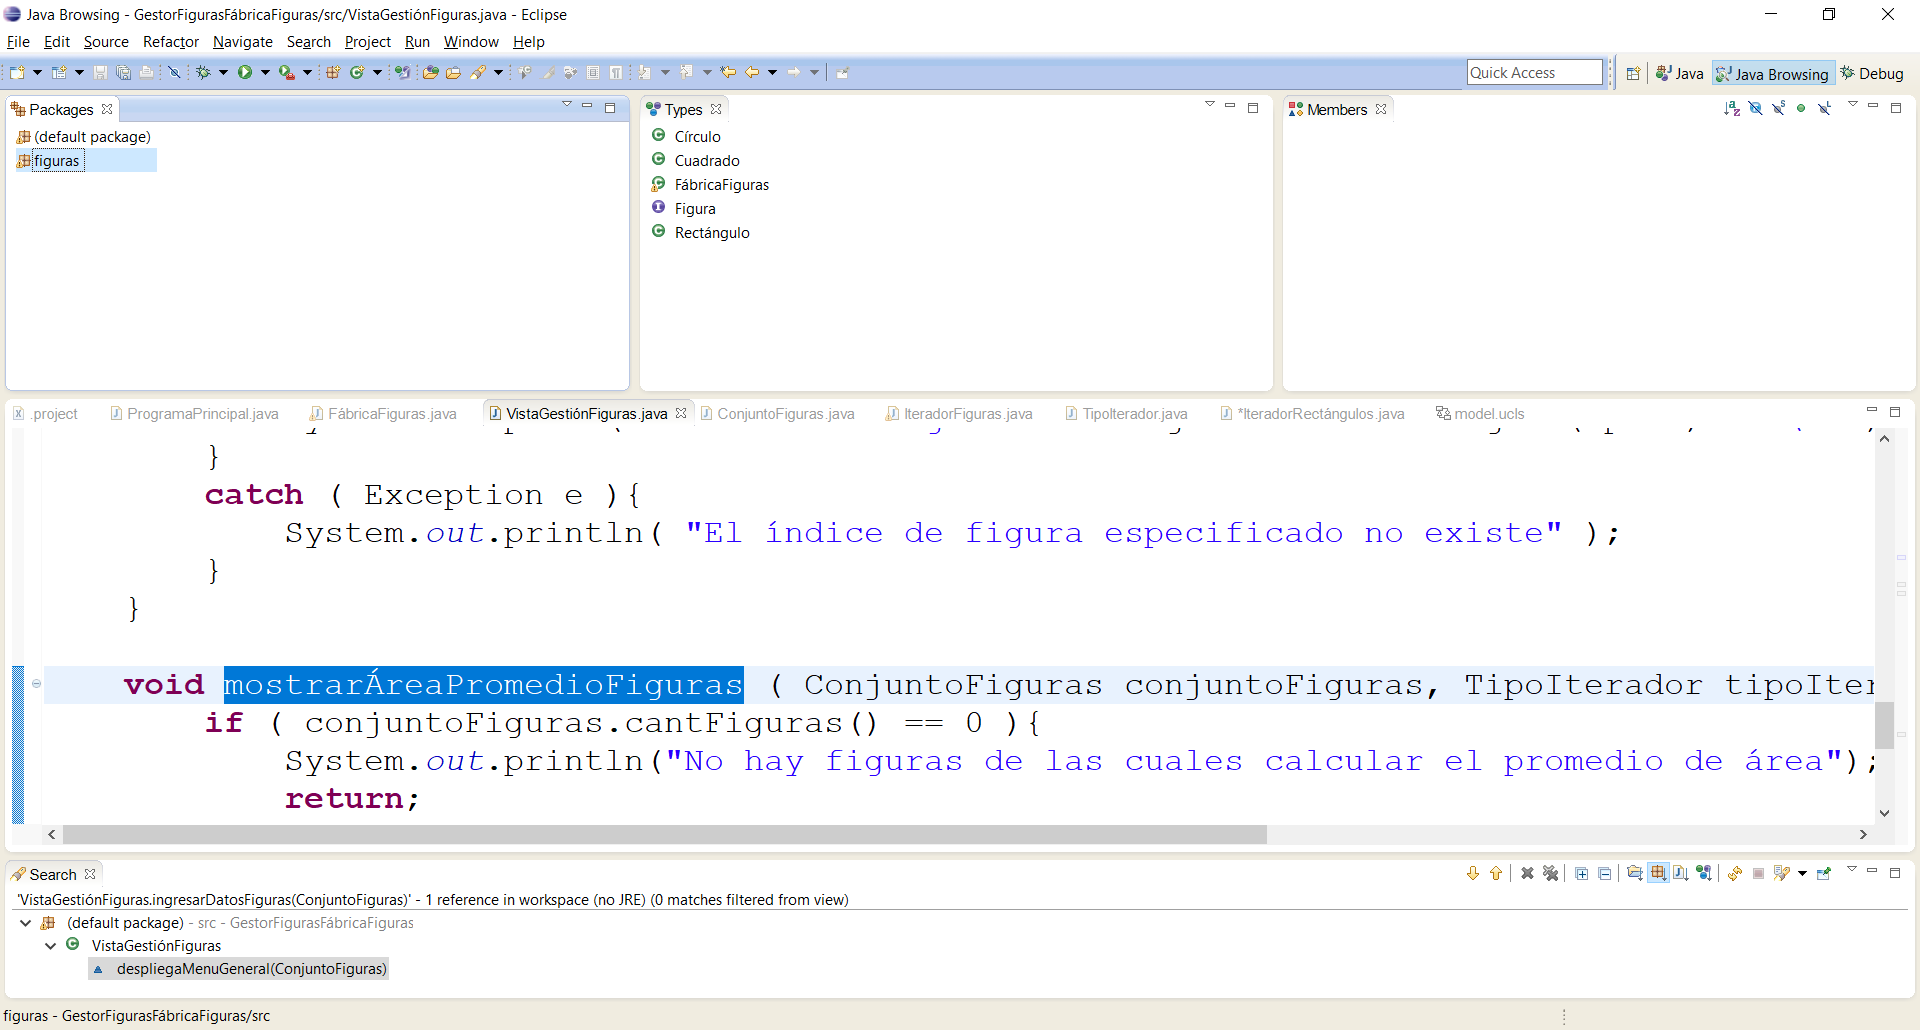 Java Browsing - GestorFigurasFábricaFiguras/src/VistaGestiónFiguras.java - Eclipse
File Edit Source Refactor Navigate Search Project Run Window Help
Quick Access Java Java Browsing Debug
Packages
(default package)
figuras
Types
Círculo
Cuadrado
FábricaFiguras
Figura
Rectángulo
Members
.project ProgramaPrincipal.java FábricaFiguras.java VistaGestiónFiguras.java ConjuntoFiguras.java IteradorFiguras.java TipoIterador.java *IteradorRectángulos.java model.ucls
}
catch ( Exception e ){
System.out.println( "El índice de figura especificado no existe" );
}
}
void mostrarÁreaPromedioFiguras ( ConjuntoFiguras conjuntoFiguras, TipoIterador tipoIter
if ( conjuntoFiguras.cantFiguras() == 0 ){
System.out.println("No hay figuras de las cuales calcular el promedio de área");
return;
Search
'VistaGestiónFiguras.ingresarDatosFiguras(ConjuntoFiguras)' - 1 reference in workspace (no JRE) (0 matches filtered from view)
(default package) - src - GestorFigurasFábricaFiguras
VistaGestiónFiguras
despliegaMenuGeneral(ConjuntoFiguras)
figuras - GestorFigurasFábricaFiguras/src